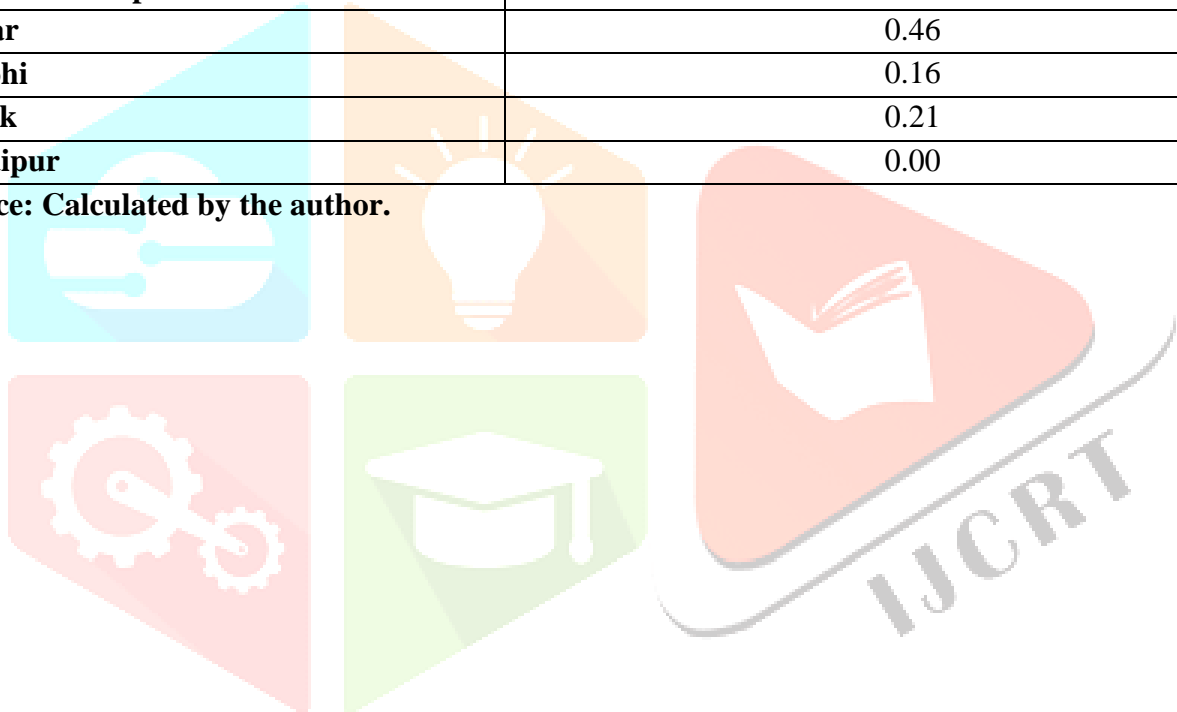 ar 0.46
hi 0.16
k 0.21
ipur 0.00
ce: Calculated by the author.
IJCRT